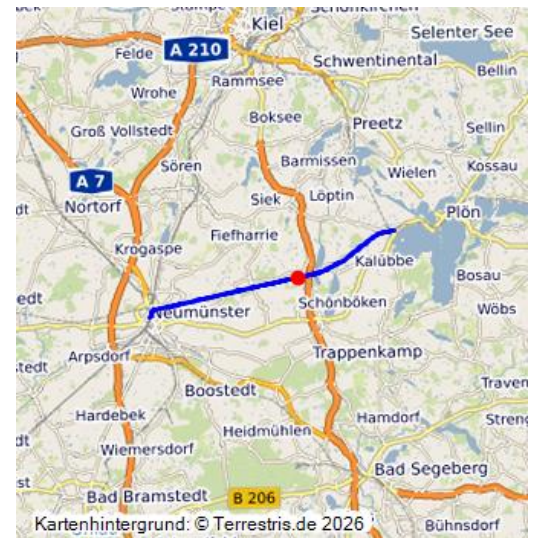 Kiel
Selenter See
Felde
A 210
Schwentinental
Bellin
Rammsee
Wrohe
Boksee
Preetz
Groß Vollstedt
Sellin
Barmissen
Sören
Wielen
Kossau
A 7
Siek
Löptin
Nortorf
Plön
Fiefharrie
Krogaspe
Kalübbe
Bosau
Schönböken
Neumünster
Wöbs
Arpsdorf
Trappenkamp
Boostedt
Traven
Hardebek
Hamdorf
Heidmühlen
Wiemersdorf
Bad Segeberg
Bad Bramstedt
B 206
Kartenhintergrund: © Terrestris.de 2026
Bühnsdorf